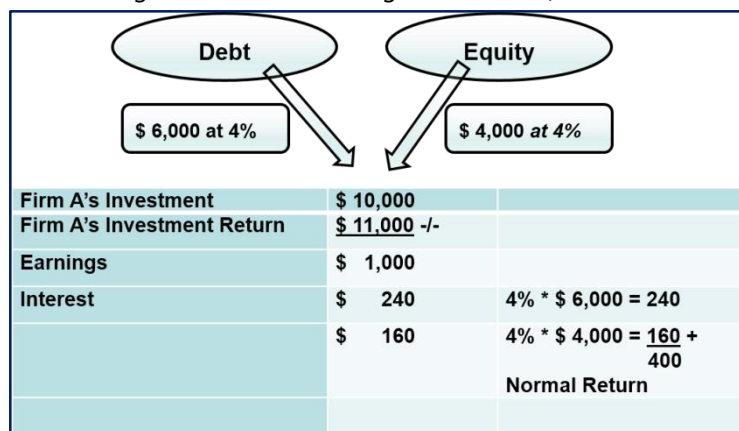 Debt
Equity
$ 6,000 at 4%
$ 4,000 at 4%
Firm A's Investment $ 10,000
Firm A's Investment Return $ 11,000 -/-
Earnings $ 1,000
Interest $ 240 4% * $ 6,000 = 240
$ 160 4% * $ 4,000 = 160 +
400
Normal Return